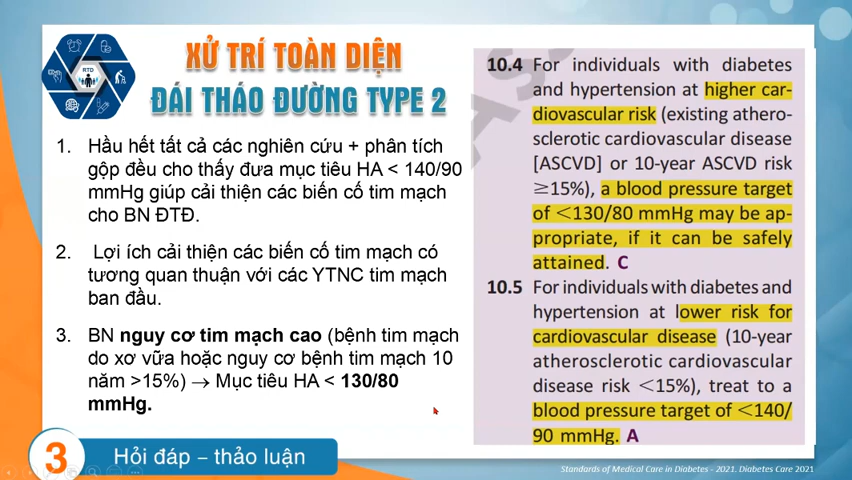 RTD
XỬ TRÍ TOÀN DIỆN
ĐÁI THÁO ĐƯỜNG TYPE 2
1. Hầu hết tất cả các nghiên cứu + phân tích
gộp đều cho thấy đưa mục tiêu HA < 140/90
mmHg giúp cải thiện các biến cố tim mạch
cho BN ĐTĐ.
2. Lợi ích cải thiện các biến cố tim mạch có
tương quan thuận với các YTNC tim mạch
ban đầu.
3. BN nguy cơ tim mạch cao (bệnh tim mạch
do xơ vữa hoặc nguy cơ bệnh tim mạch 10
năm >15%) → Mục tiêu HA < 130/80
mmHg.
10.4 For individuals with diabetes
and hypertension at higher car-
diovascular risk (existing athero-
sclerotic cardiovascular disease
[ASCVD] or 10-year ASCVD risk
≥15%), a blood pressure target
of <130/80 mmHg may be ap-
propriate, if it can be safely
attained. C
10.5 For individuals with diabetes and
hypertension at lower risk for
cardiovascular disease (10-year
atherosclerotic cardiovascular
disease risk <15%), treat to a
blood pressure target of <140/
90 mmHg. A
3 Hỏi đáp – thảo luận
Standards of Medical Care in Diabetes - 2021. Diabetes Care 2021